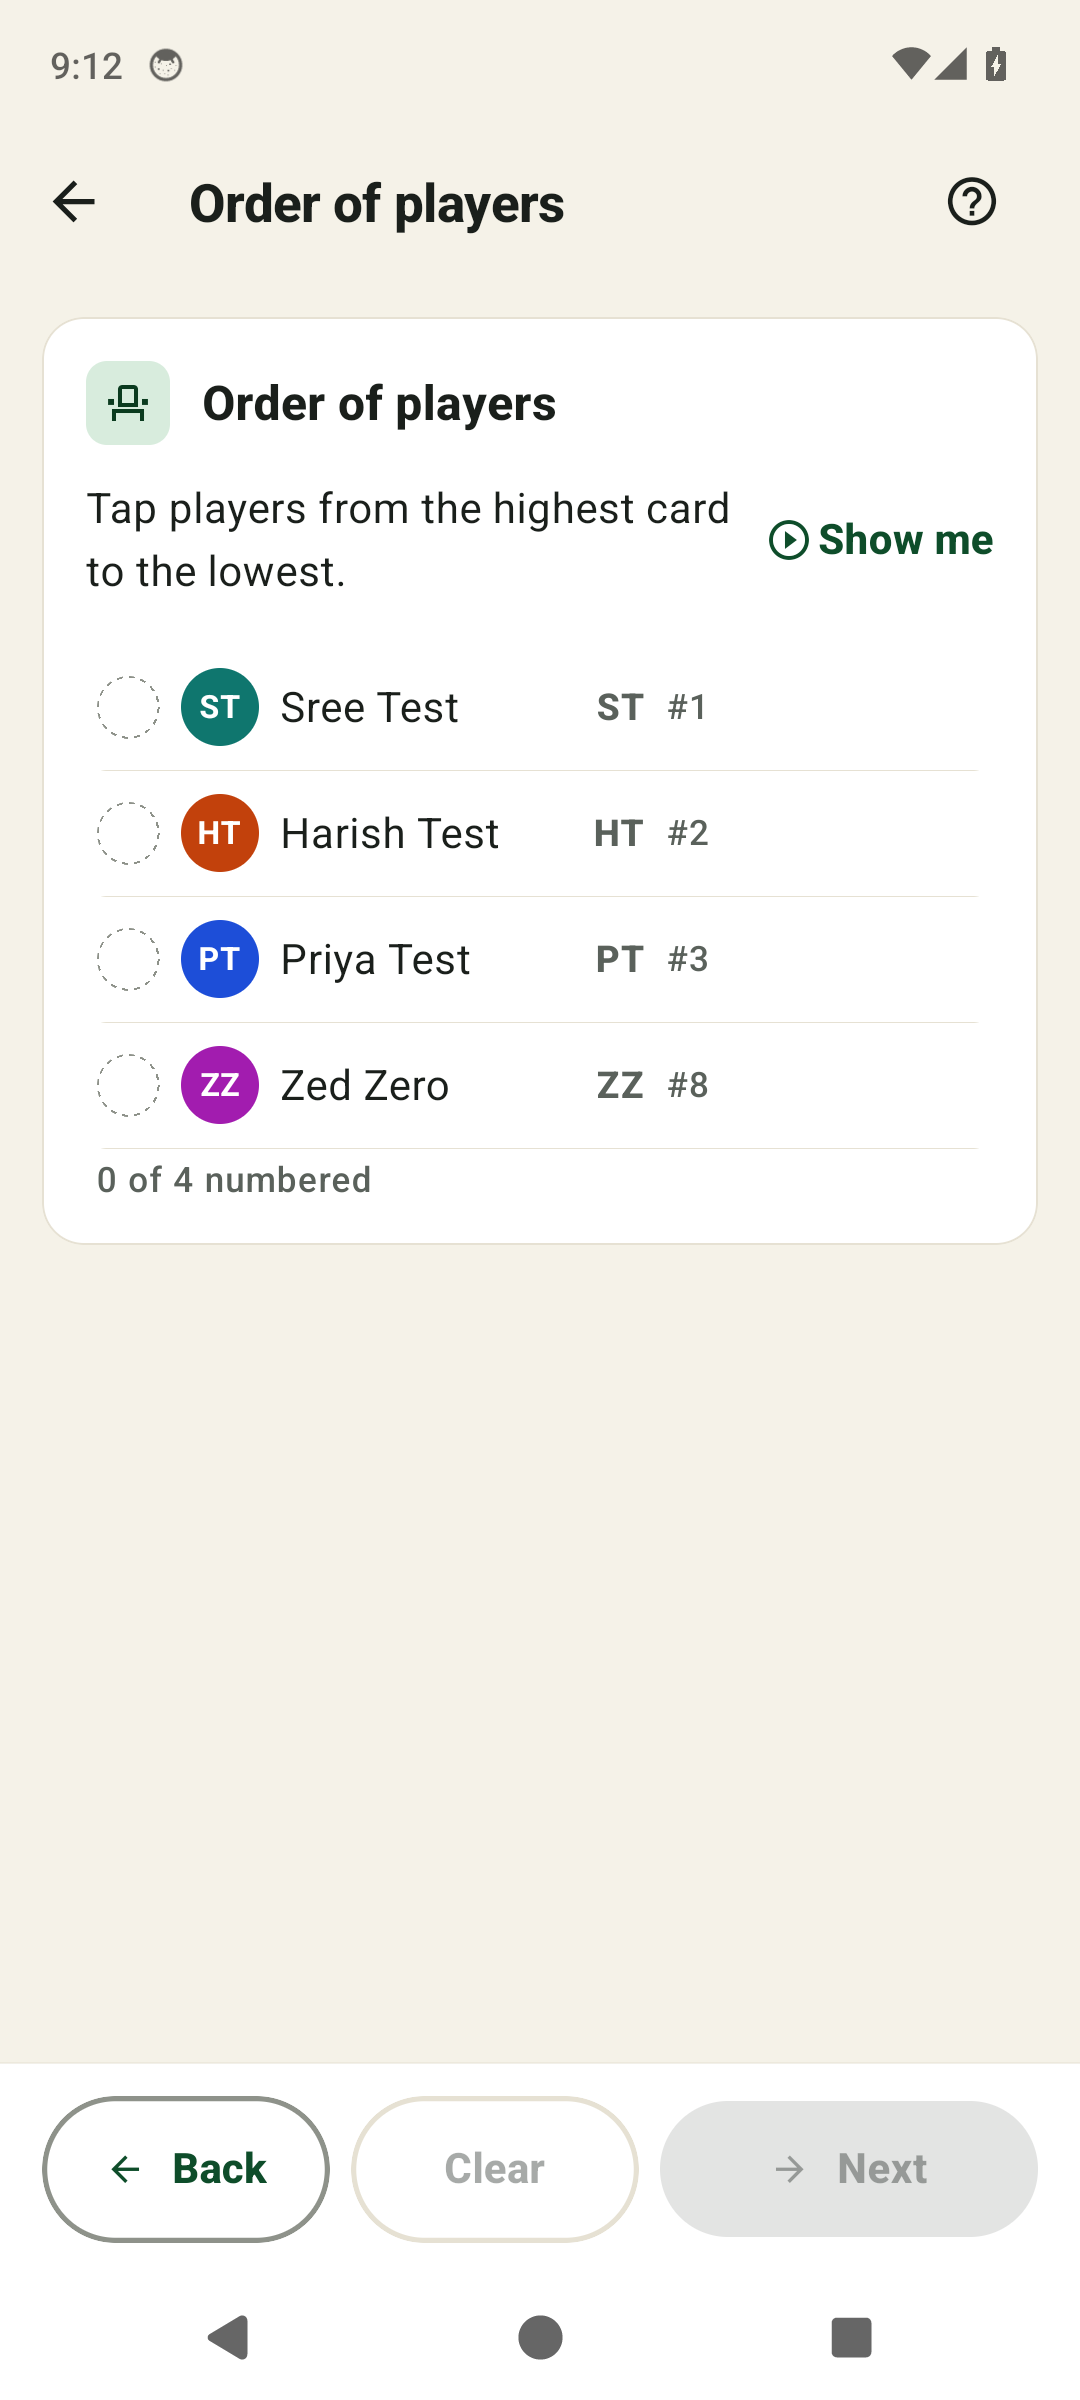 9:12
Order of players
Order of players
Tap players from the highest card
to the lowest.
Show me
ST Sree Test ST #1
HT Harish Test HT #2
PT Priya Test PT #3
ZZ Zed Zero ZZ #8
0 of 4 numbered
Back Clear Next